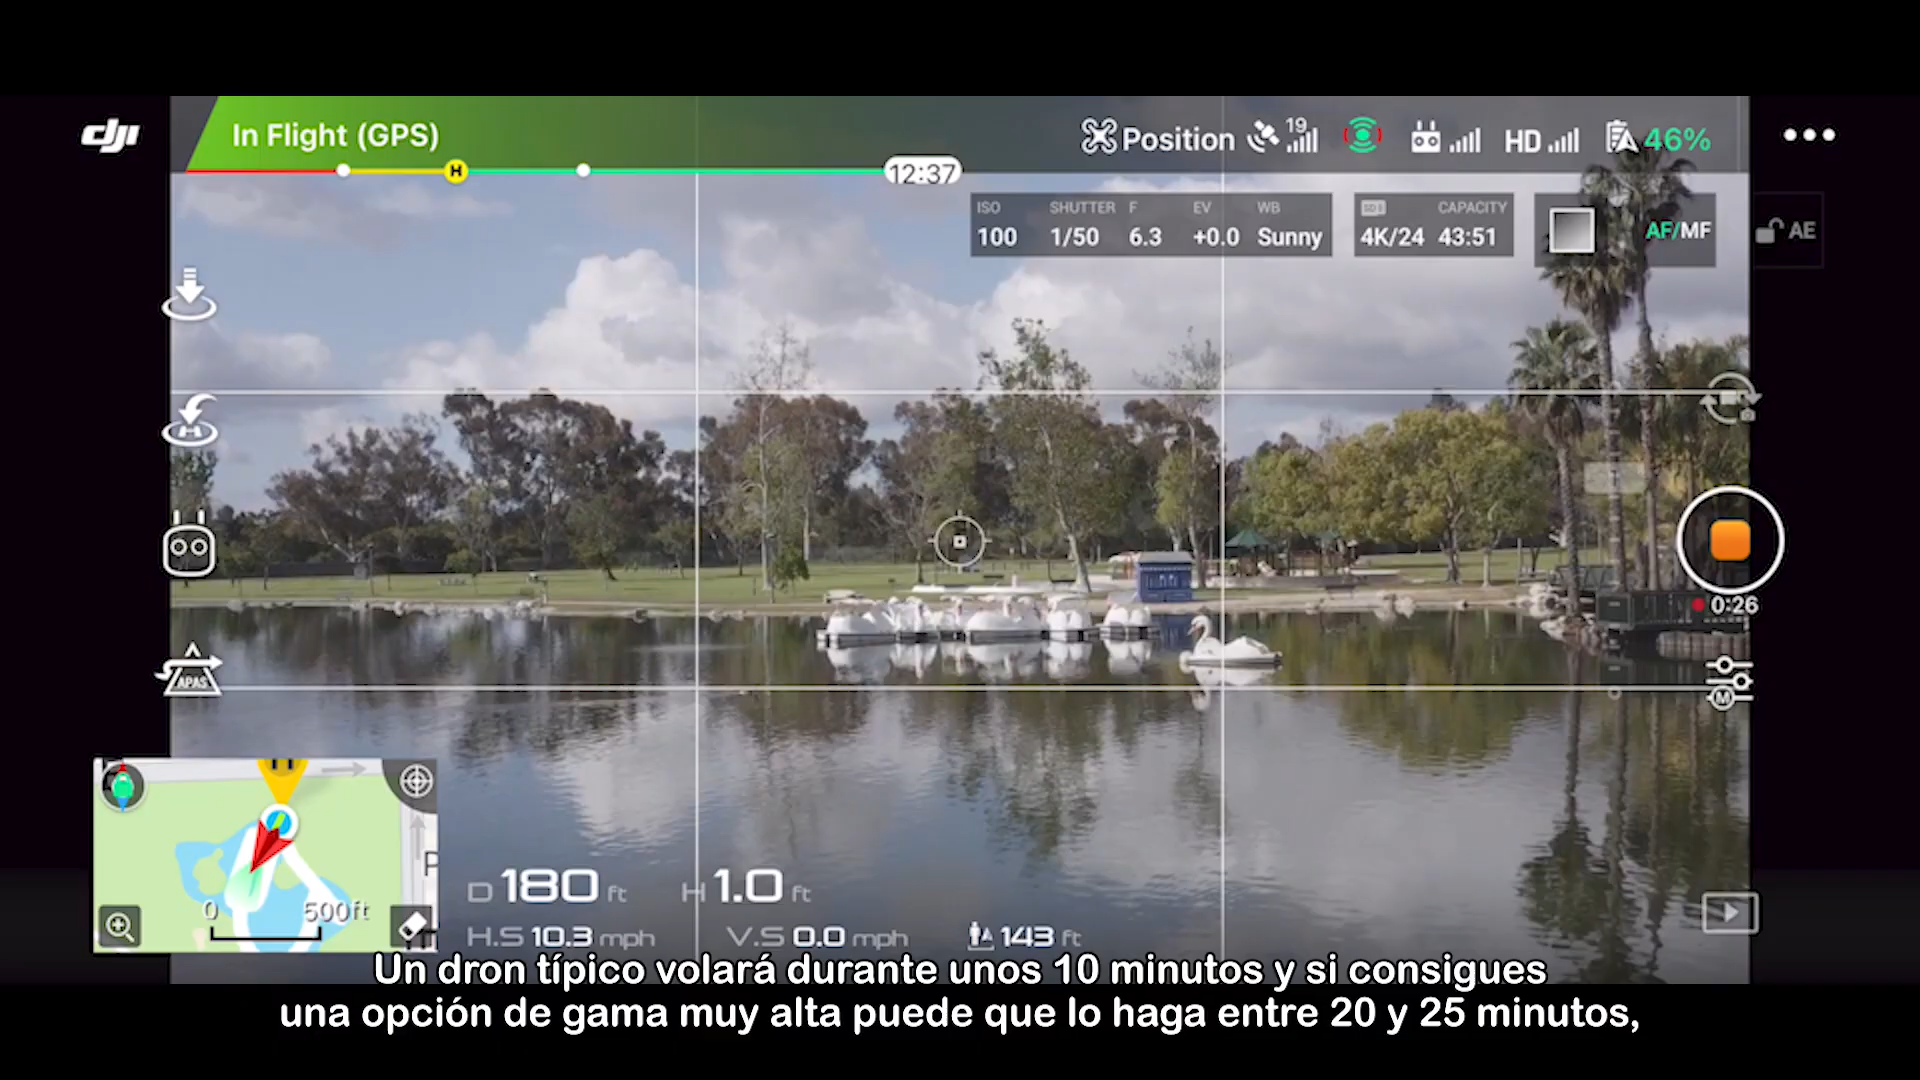 dji
In Flight (GPS)
Position
19
HD
46%
H
12:37
ISO
100
SHUTTER
1/50
F
6.3
EV
+0.0
WB
Sunny
CAPACITY
4K/24
43:51
AF/MF
AE
H
APAS
0:26
M
0
500ft
P
D 180 ft
H 1.0 ft
H.S 10.3 mph
V.S 0.0 mph
143 ft
Un dron típico volará durante unos 10 minutos y si consigues
una opción de gama muy alta puede que lo haga entre 20 y 25 minutos,